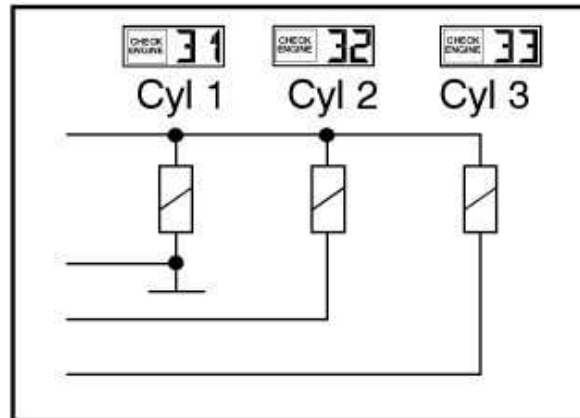 CHECK ENGINE 31
CHECK ENGINE 32
CHECK ENGINE 33
Cyl 1
Cyl 2
Cyl 3